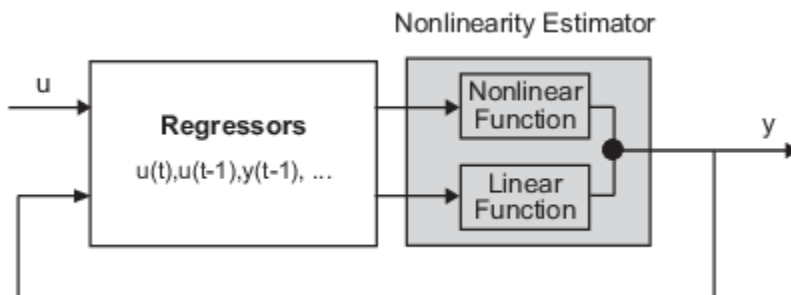 Nonlinearity Estimator
u
Regressors
u(t),u(t-1),y(t-1), ...
Nonlinear
Function
Linear
Function
y